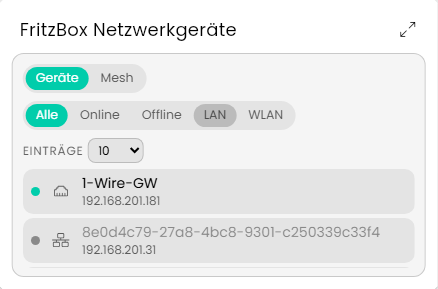 FritzBox Netzwerkgeräte
Geräte Mesh
Alle Online Offline LAN WLAN
EINTRÄGE 10
1-Wire-GW
192.168.201.181
8e0d4c79-27a8-4bc8-9301-c250339c33f4
192.168.201.31